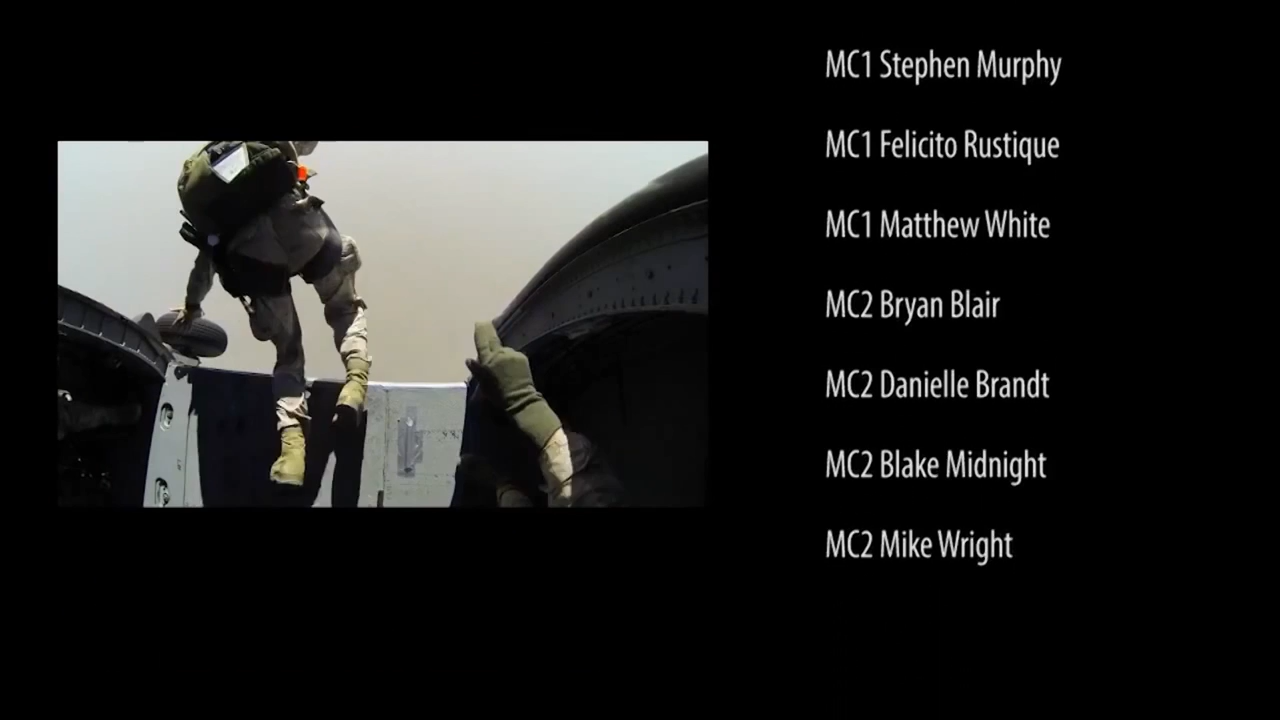 MC1 Stephen Murphy
MC1 Felicito Rustique
MC1 Matthew White
MC2 Bryan Blair
MC2 Danielle Brandt
MC2 Blake Midnight
MC2 Mike Wright